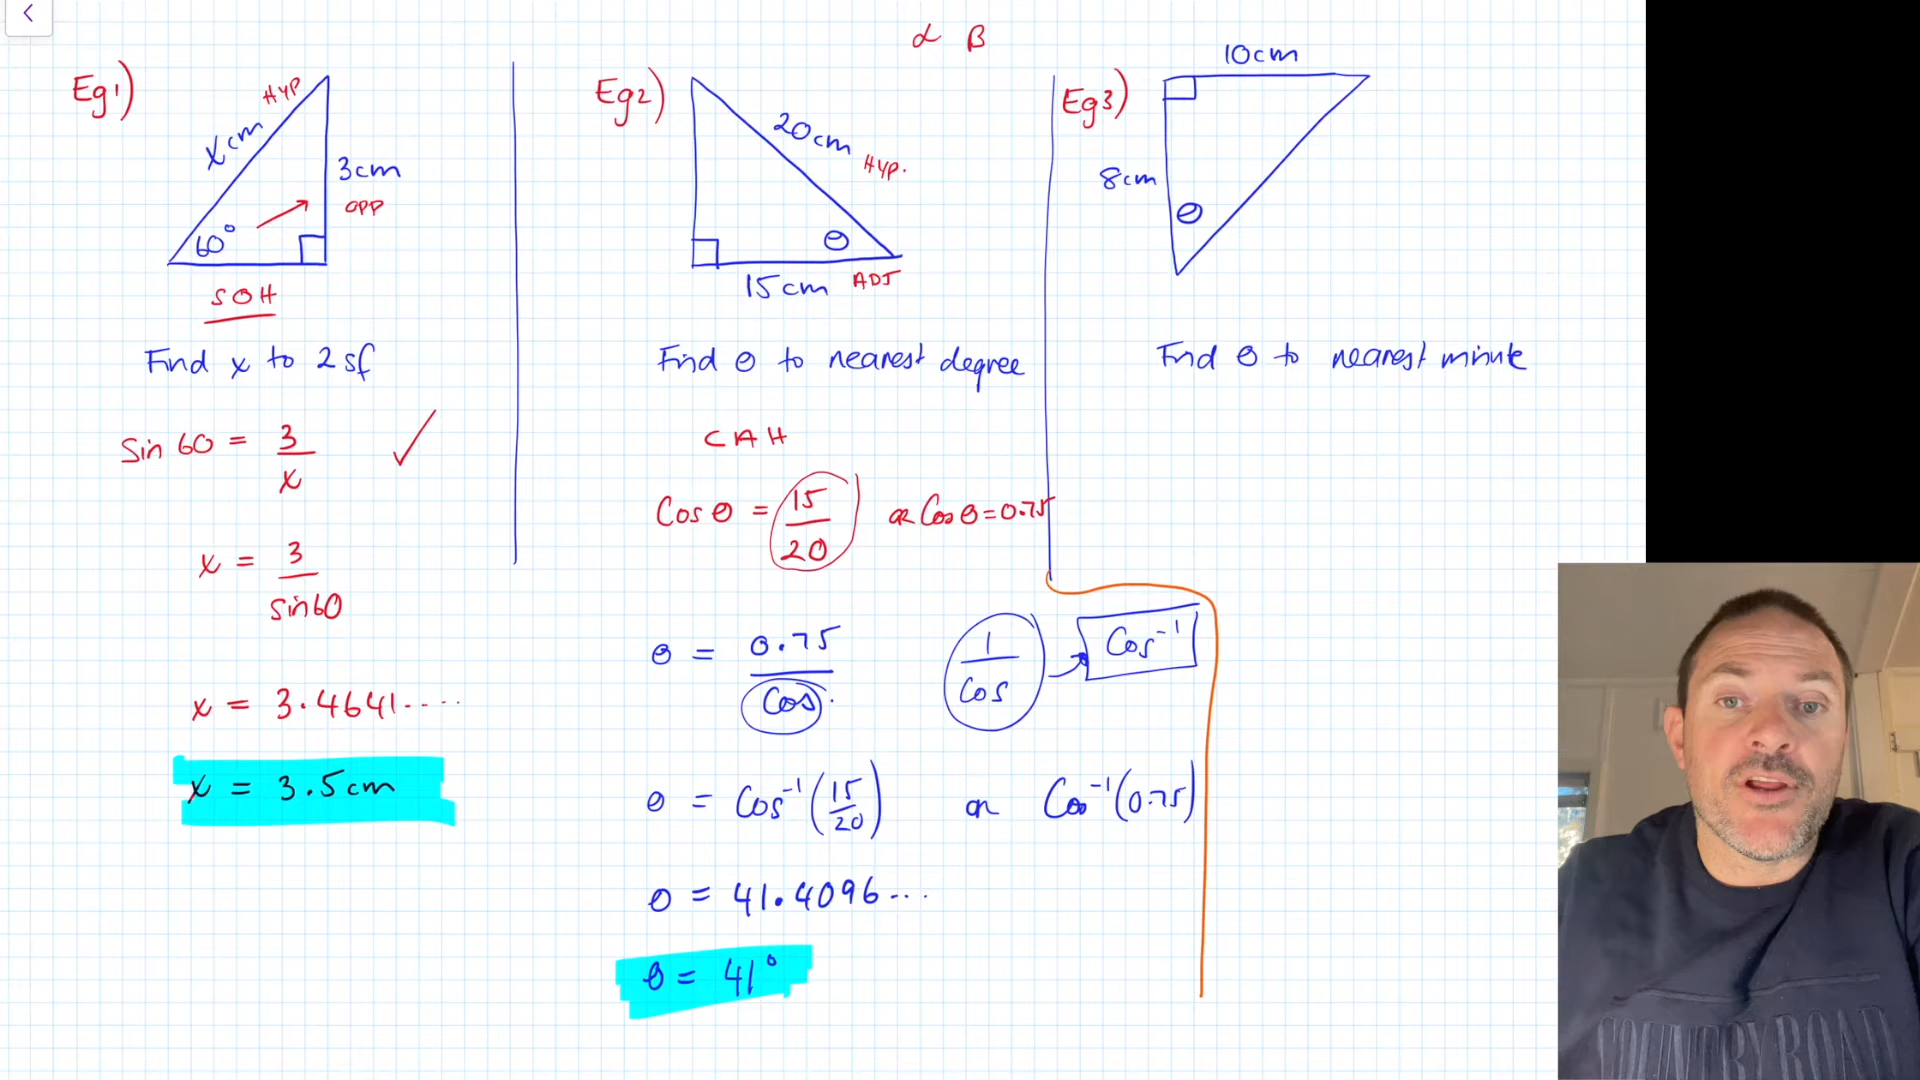 α β
Eg1)
HYP
x cm
3cm
OPP
60°
SOH
Find x to 2 sf
Sin 60 = 3/x
x = 3/sin60
x = 3.4641....
x = 3.5cm
Eg2)
20cm
HYP.
θ
15cm
ADJ
Find θ to nearest degree
CAH
Cos θ = 15/20 or Cos θ = 0.75
θ = 0.75/Cos
1/Cos
Cos⁻¹
θ = Cos⁻¹(15/20) or Cos⁻¹(0.75)
θ = 41.4096...
θ = 41°
Eg3)
10cm
8cm
θ
Find θ to nearest minute
COUNTRY ROAD